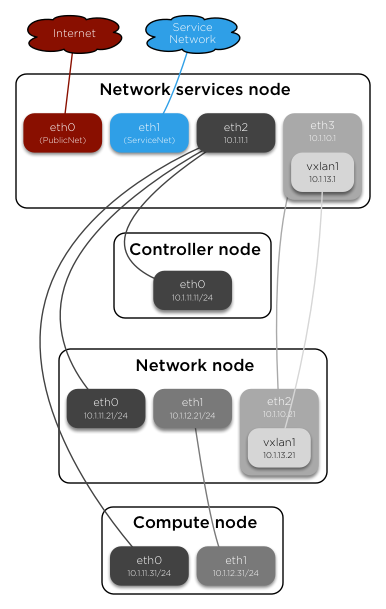 Internet
Service
Network
Network services node
eth0
(PublicNet)
eth1
(ServiceNet)
eth2
10.1.11.1
eth3
10.1.10.1
vxlan1
10.1.13.1
Controller node
eth0
10.1.11.11/24
Network node
eth0
10.1.11.21/24
eth1
10.1.12.21/24
eth2
10.1.10.21
vxlan1
10.1.13.21
Compute node
eth0
10.1.11.31/24
eth1
10.1.12.31/24